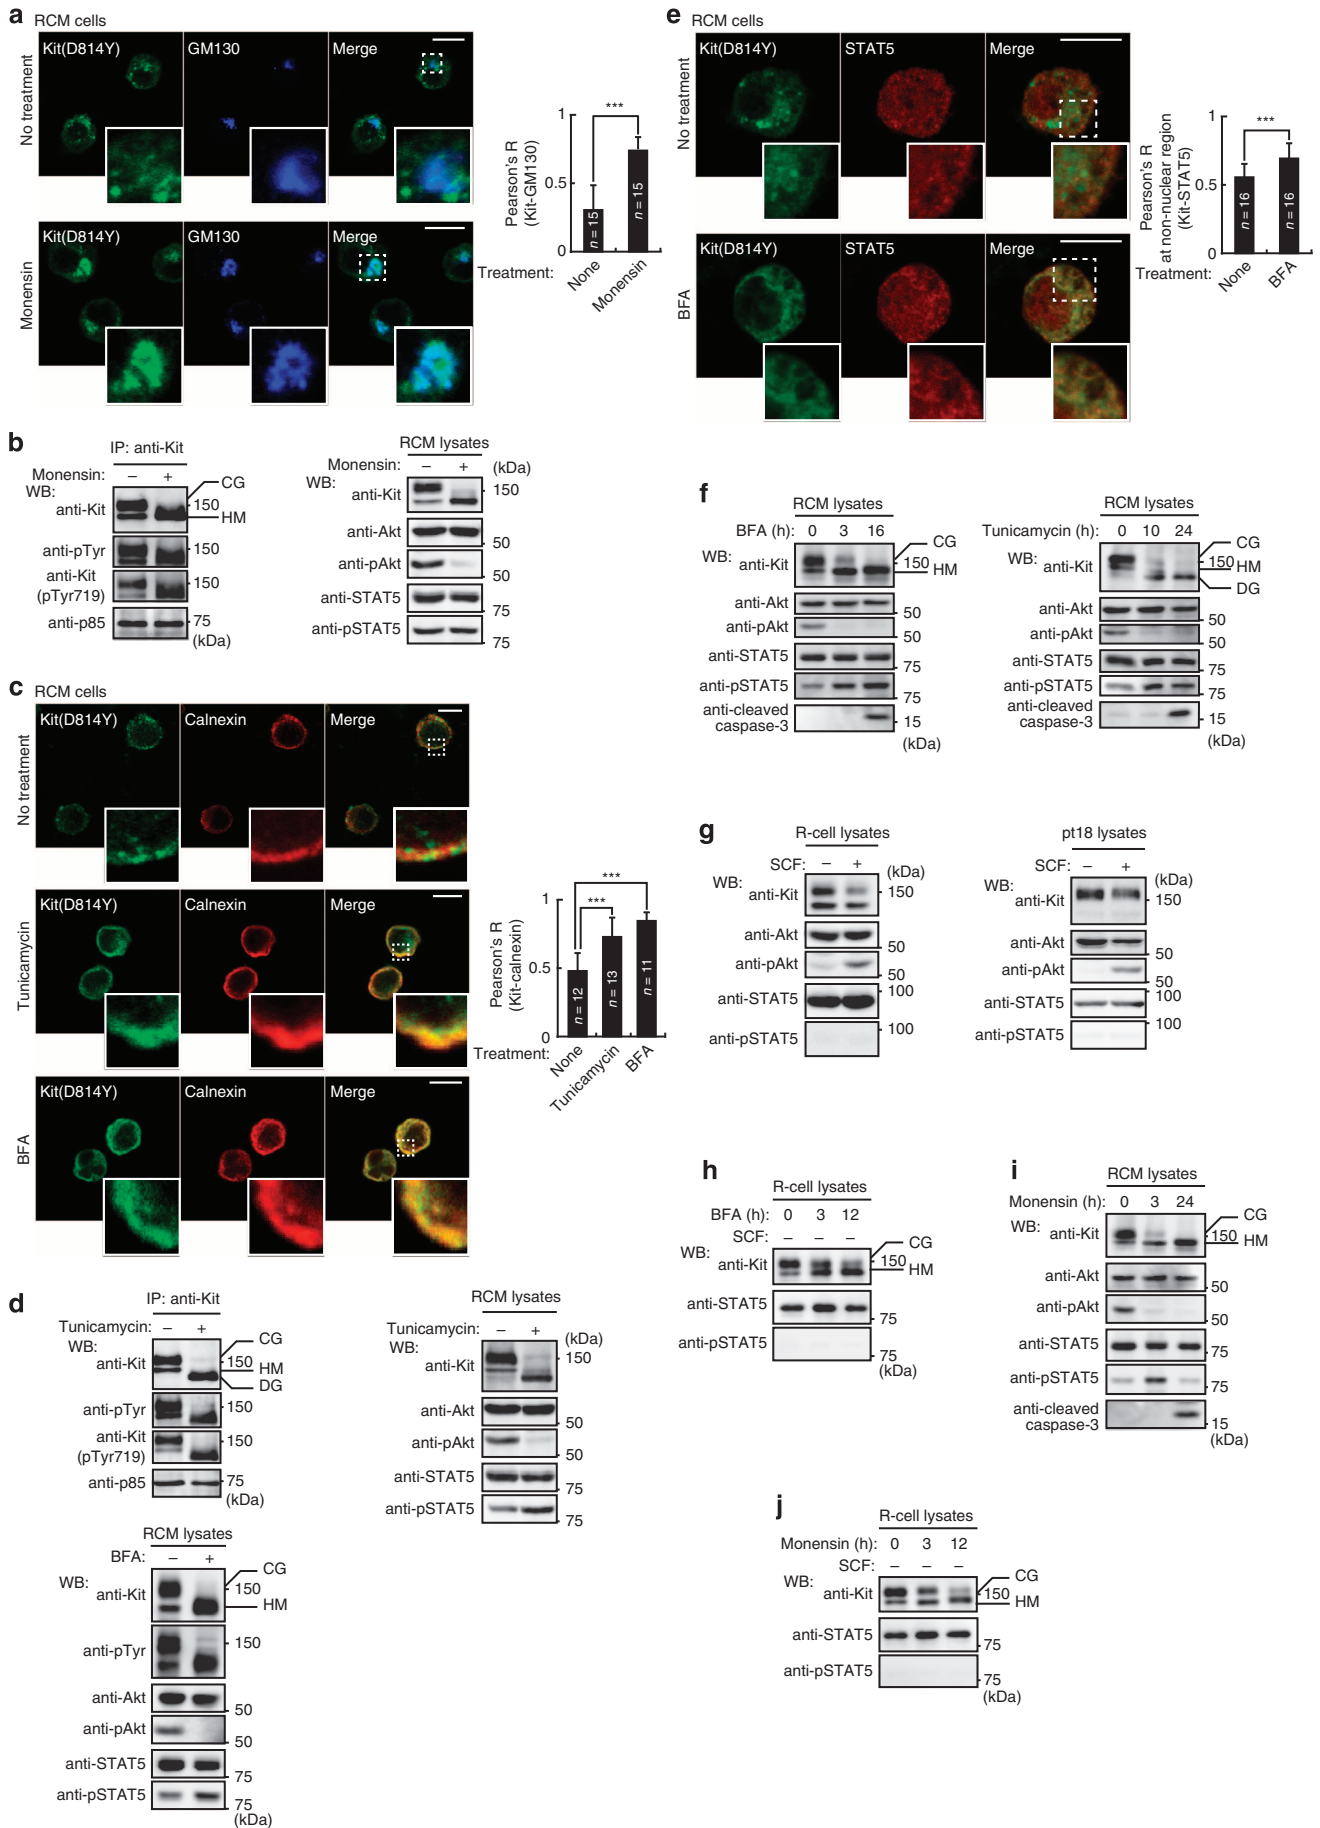 a
RCM cells
No treatment
Kit(D814Y) GM130 Merge
Monensin
Kit(D814Y) GM130 Merge
Pearson's R
(Kit-GM130)
1
0.5
0
***
n = 15
n = 15
Treatment:
None
Monensin
b
IP: anti-Kit
Monensin: – +
WB:
anti-Kit
CG
150
HM
anti-pTyr
150
anti-Kit
(pTyr719)
150
anti-p85
75
(kDa)
RCM lysates
Monensin: – + (kDa)
WB:
anti-Kit
150
anti-Akt
50
anti-pAkt
50
anti-STAT5
75
anti-pSTAT5
75
c
RCM cells
No treatment
Kit(D814Y) Calnexin Merge
Tunicamycin
Kit(D814Y) Calnexin Merge
BFA
Kit(D814Y) Calnexin Merge
Pearson's R
(Kit-calnexin)
1
0.5
0
***
***
n = 12
n = 13
n = 11
Treatment:
None
Tunicamycin
BFA
d
IP: anti-Kit
Tunicamycin: – +
WB:
anti-Kit
CG
150
HM
DG
anti-pTyr
150
anti-Kit
(pTyr719)
150
anti-p85
75
(kDa)
RCM lysates
Tunicamycin: – + (kDa)
WB:
anti-Kit
150
anti-Akt
50
anti-pAkt
50
anti-STAT5
75
anti-pSTAT5
75
RCM lysates
BFA: – +
WB:
anti-Kit
CG
150
HM
anti-pTyr
150
anti-Akt
50
anti-pAkt
50
anti-STAT5
75
anti-pSTAT5
75
(kDa)
e
RCM cells
No treatment
Kit(D814Y) STAT5 Merge
BFA
Kit(D814Y) STAT5 Merge
Pearson's R
at non-nuclear region
(Kit-STAT5)
1
0.5
0
***
n = 16
n = 16
Treatment:
None
BFA
f
RCM lysates
BFA (h): 0 3 16
WB:
anti-Kit
CG
150
HM
anti-Akt
50
anti-pAkt
50
anti-STAT5
75
anti-pSTAT5
75
anti-cleaved
caspase-3
15
(kDa)
RCM lysates
Tunicamycin (h): 0 10 24
WB:
anti-Kit
CG
150
HM
DG
anti-Akt
50
anti-pAkt
50
anti-STAT5
75
anti-pSTAT5
75
anti-cleaved
caspase-3
15
(kDa)
g
R-cell lysates
SCF: – + (kDa)
WB:
anti-Kit
150
anti-Akt
50
anti-pAkt
50
anti-STAT5
100
anti-pSTAT5
100
pt18 lysates
SCF: – + (kDa)
WB:
anti-Kit
150
anti-Akt
50
anti-pAkt
50
anti-STAT5
100
anti-pSTAT5
100
h
R-cell lysates
BFA (h): 0 3 12
SCF: – – –
WB:
anti-Kit
CG
150
HM
anti-STAT5
anti-pSTAT5
75
(kDa)
i
RCM lysates
Monensin (h): 0 3 24
WB:
anti-Kit
CG
150
HM
anti-Akt
50
anti-pAkt
50
anti-STAT5
75
anti-pSTAT5
75
anti-cleaved
caspase-3
15
(kDa)
j
R-cell lysates
Monensin (h): 0 3 12
SCF: – – –
WB:
anti-Kit
CG
150
HM
anti-STAT5
75
anti-pSTAT5
75
(kDa)